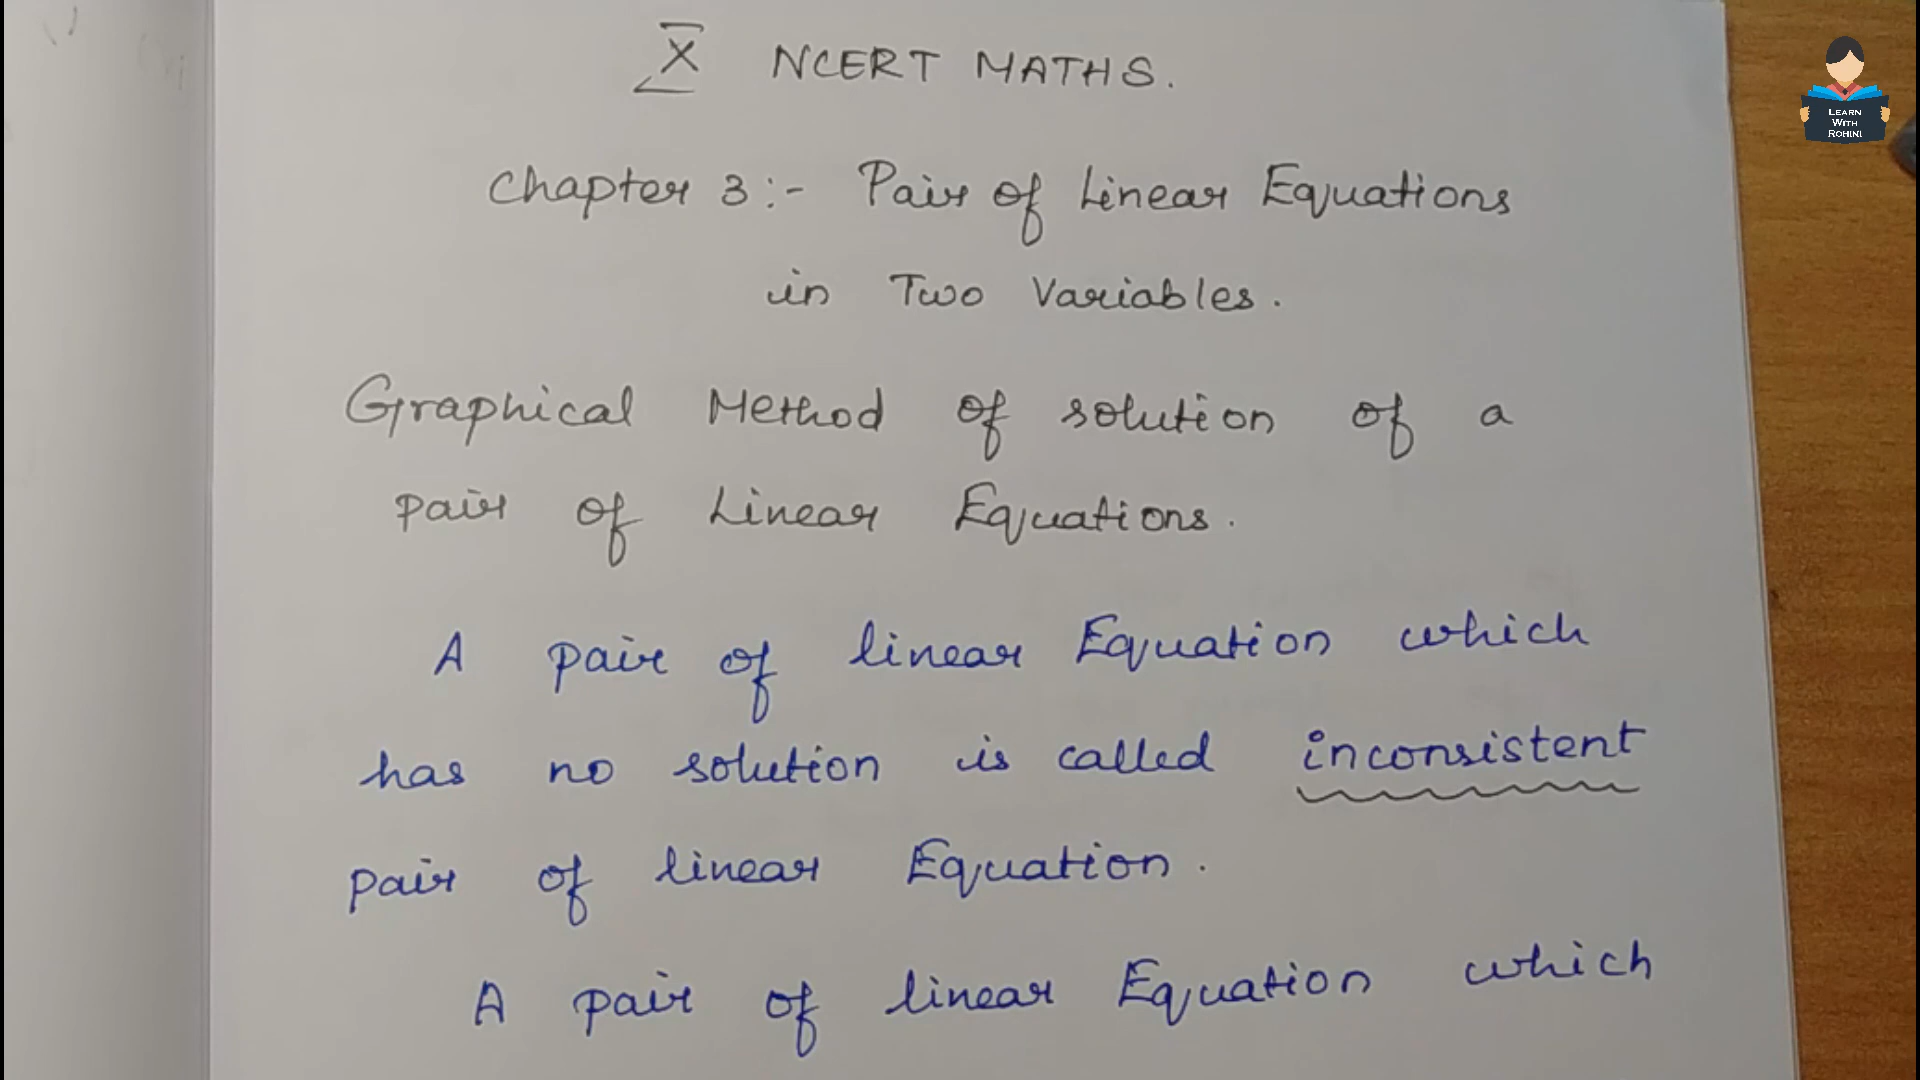 X NCERT MATHS.
LEARN
WITH
ROHINI
Chapter 3:- Pair of Linear Equations
in Two Variables.
Graphical Method of solution of a
pair of Linear Equations.
A pair of linear Equation which
has no solution is called inconsistent
pair of linear Equation.
A pair of linear Equation which